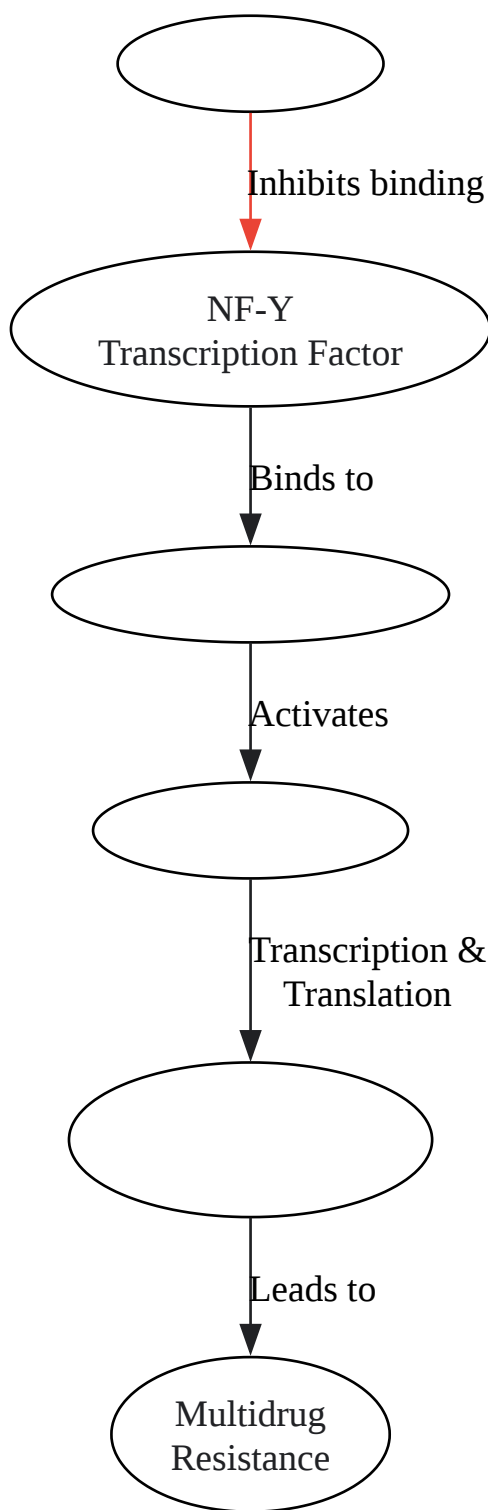 Inhibits binding
NF-Y
Transcription Factor
Binds to
Activates
Transcription &
Translation
Leads to
Multidrug
Resistance